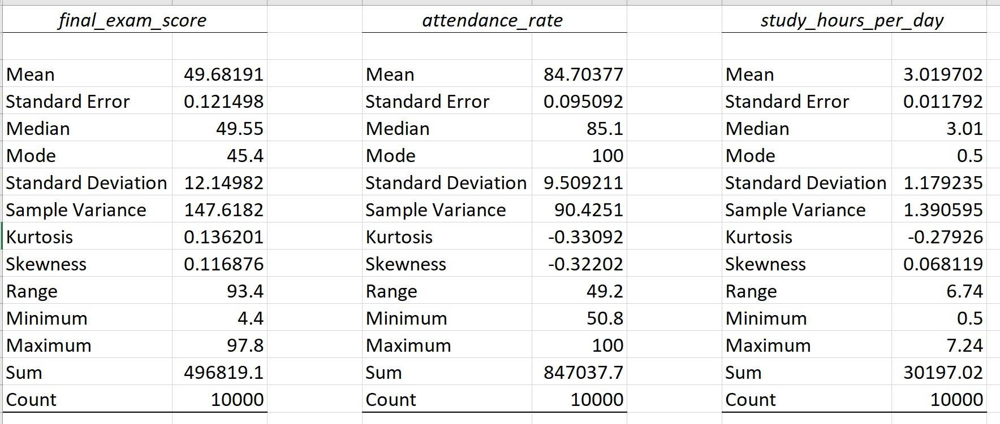 final_exam_score attendance_rate study_hours_per_day
Mean 49.68191 Mean 84.70377 Mean 3.019702
Standard Error 0.121498 Standard Error 0.095092 Standard Error 0.011792
Median 49.55 Median 85.1 Median 3.01
Mode 45.4 Mode 100 Mode 0.5
Standard Deviation 12.14982 Standard Deviation 9.509211 Standard Deviation 1.179235
Sample Variance 147.6182 Sample Variance 90.4251 Sample Variance 1.390595
Kurtosis 0.136201 Kurtosis -0.33092 Kurtosis -0.27926
Skewness 0.116876 Skewness -0.32202 Skewness 0.068119
Range 93.4 Range 49.2 Range 6.74
Minimum 4.4 Minimum 50.8 Minimum 0.5
Maximum 97.8 Maximum 100 Maximum 7.24
Sum 496819.1 Sum 847037.7 Sum 30197.02
Count 10000 Count 10000 Count 10000